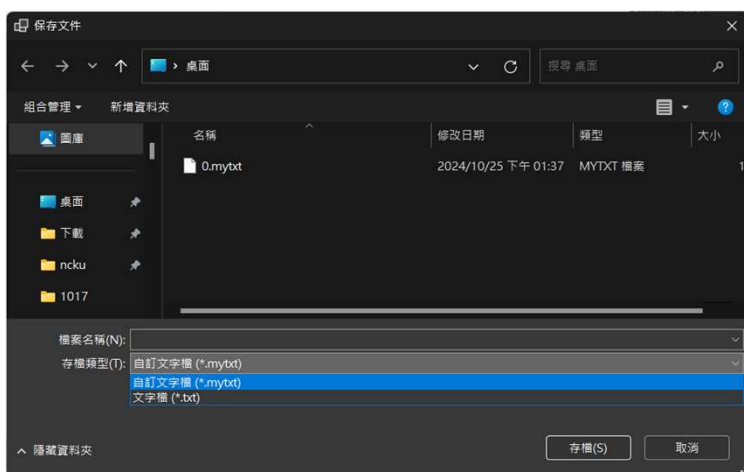 保存文件
桌面
搜尋 桌面
組合管理 新增資料夾
圖庫
名稱 修改日期 類型 大小
0.mytxt 2024/10/25 下午 01:37 MYTXT 檔案 1
桌面
下載
ncku
1017
檔案名稱(N):
存檔類型(T): 自訂文字檔 (*.mytxt)
自訂文字檔 (*.mytxt)
文字檔 (*.txt)
隱藏資料夾 存檔(S) 取消